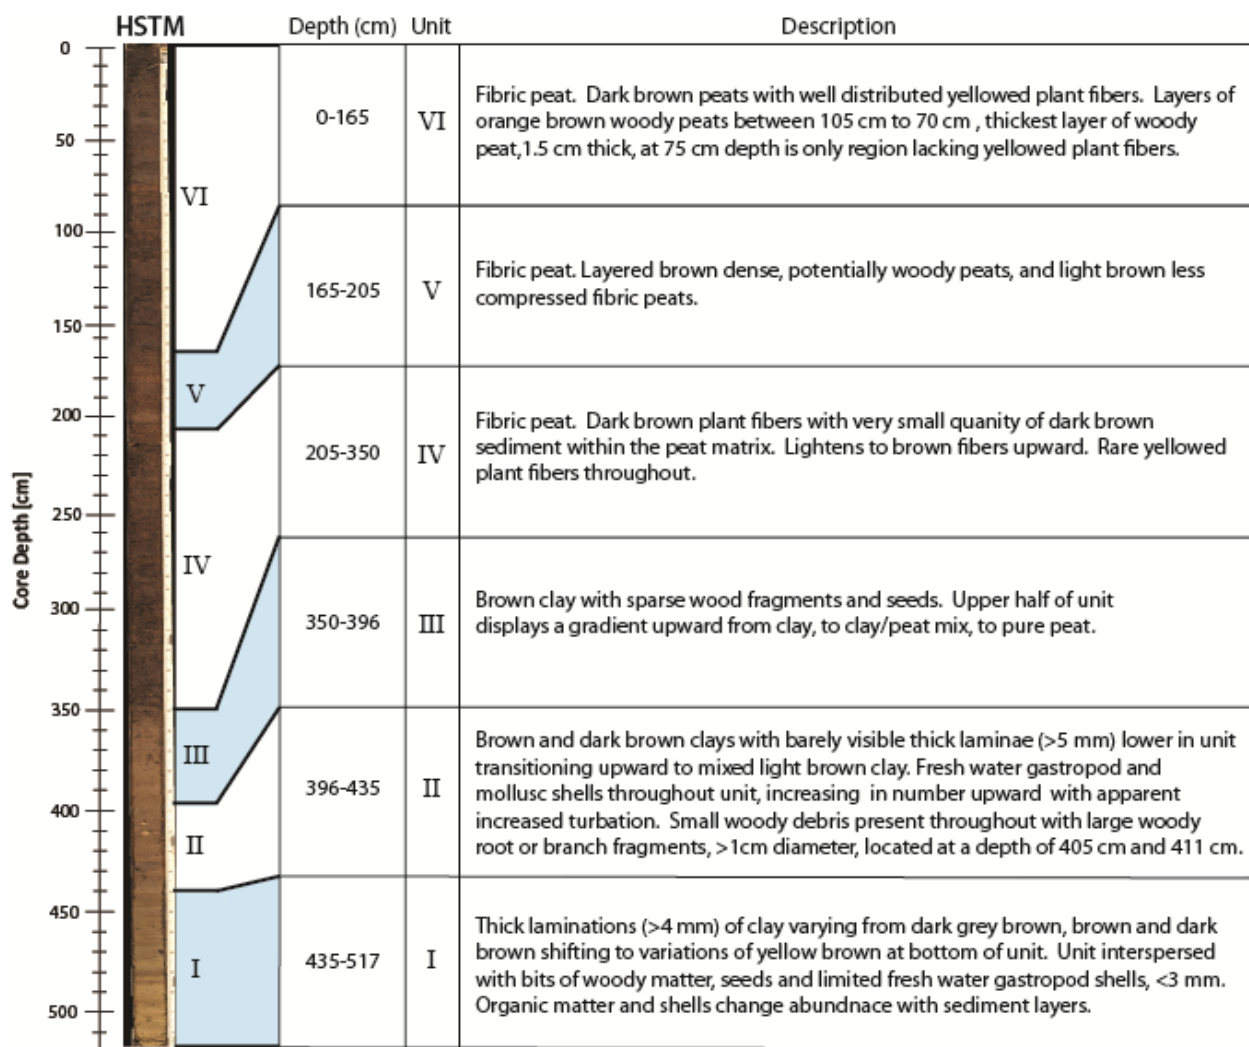 HSTM Depth (cm) Unit Description
0
50
100
150
200
250
300
350
400
450
500
Core Depth [cm]
VI
V
IV
III
II
I
0-165 VI
Fibric peat. Dark brown peats with well distributed yellowed plant fibers. Layers of
orange brown woody peats between 105 cm to 70 cm , thickest layer of woody
peat,1.5 cm thick, at 75 cm depth is only region lacking yellowed plant fibers.
165-205 V
Fibric peat. Layered brown dense, potentially woody peats, and light brown less
compressed fibric peats.
205-350 IV
Fibric peat. Dark brown plant fibers with very small quanity of dark brown
sediment within the peat matrix. Lightens to brown fibers upward. Rare yellowed
plant fibers throughout.
350-396 III
Brown clay with sparse wood fragments and seeds. Upper half of unit
displays a gradient upward from clay, to clay/peat mix, to pure peat.
396-435 II
Brown and dark brown clays with barely visible thick laminae (>5 mm) lower in unit
transitioning upward to mixed light brown clay. Fresh water gastropod and
mollusc shells throughout unit, increasing in number upward with apparent
increased turbation. Small woody debris present throughout with large woody
root or branch fragments, >1cm diameter, located at a depth of 405 cm and 411 cm.
435-517 I
Thick laminations (>4 mm) of clay varying from dark grey brown, brown and dark
brown shifting to variations of yellow brown at bottom of unit. Unit interspersed
with bits of woody matter, seeds and limited fresh water gastropod shells, <3 mm.
Organic matter and shells change abundnace with sediment layers.